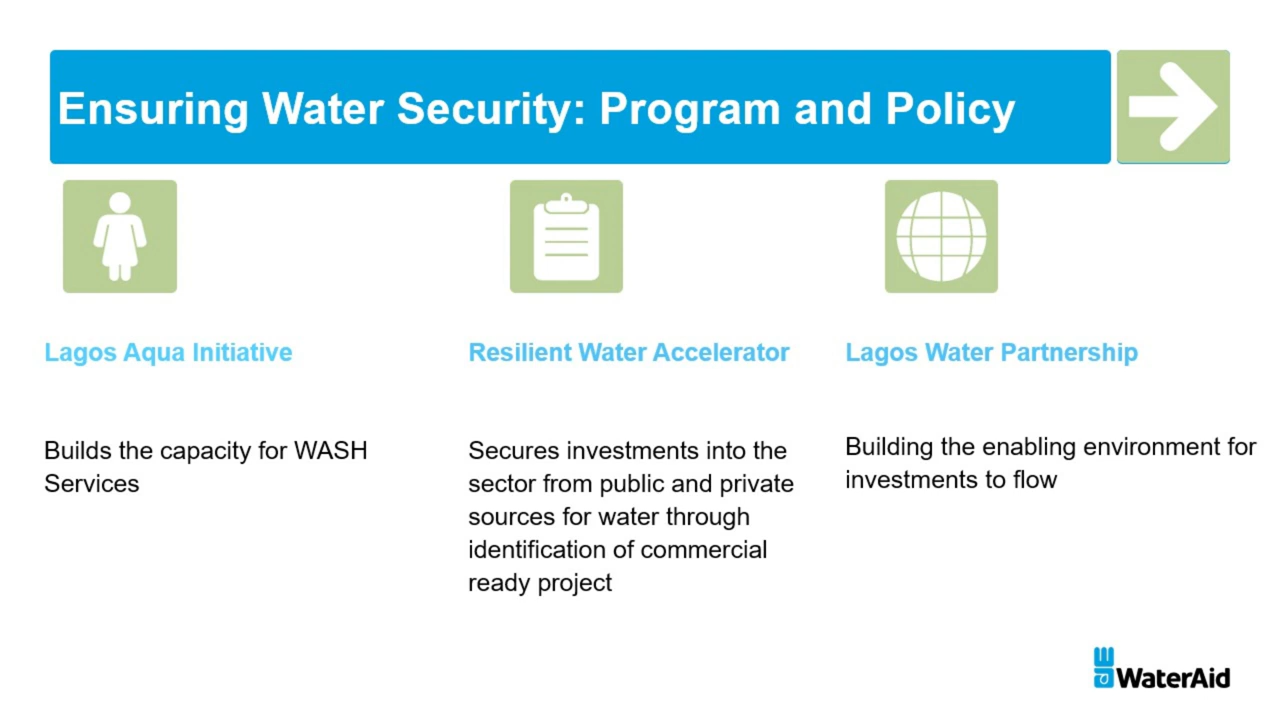 Ensuring Water Security: Program and Policy
Lagos Aqua Initiative
Builds the capacity for WASH
Services
Resilient Water Accelerator
Secures investments into the
sector from public and private
sources for water through
identification of commercial
ready project
Lagos Water Partnership
Building the enabling environment for
investments to flow
WaterAid